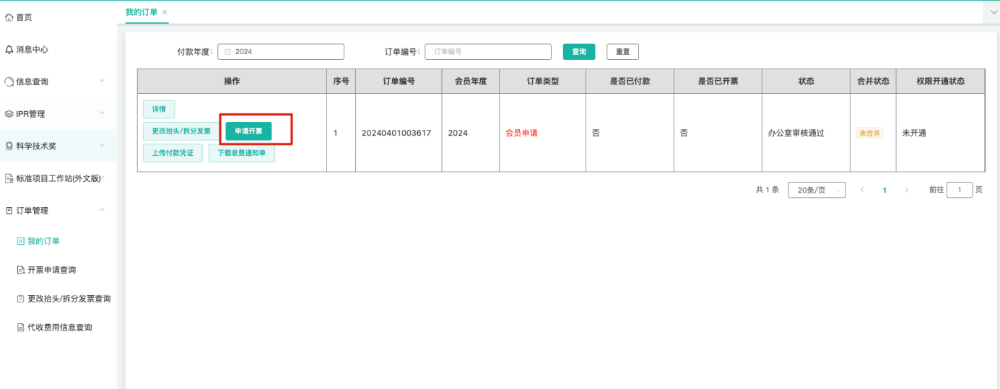 首页
消息中心
信息查询
IPR管理
科学技术奖
标准项目工作站(外文版)
订单管理
我的订单
开票申请查询
更改抬头/拆分发票查询
代收费用信息查询
我的订单 ×
付款年度: 2024 订单编号: 订单编号 查询 重置
操作 序号 订单编号 会员年度 订单类型 是否已付款 是否已开票 状态 合并状态 权限开通状态
详情
更改抬头/拆分发票 申请开票
上传付款凭证 下载收费通知单
1 20240401003617 2024 会员申请 否 否 办公室审核通过 未合并 未开通
共 1 条 20条/页 1 前往 1 页